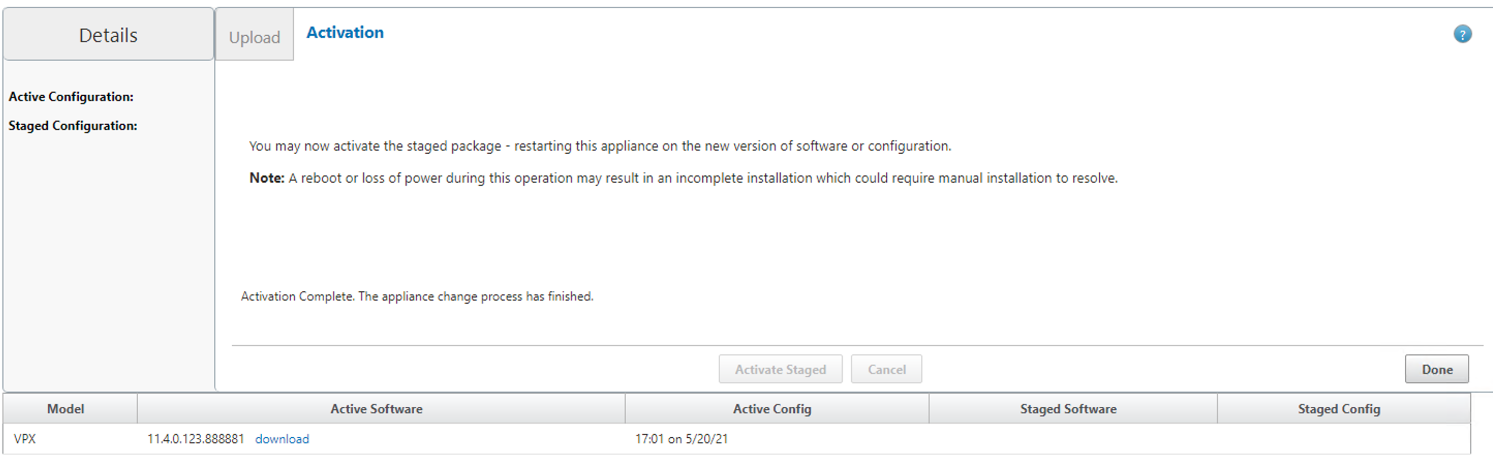 Details
Upload
Activation
?
Active Configuration:
Staged Configuration:
You may now activate the staged package - restarting this appliance on the new version of software or configuration.
Note: A reboot or loss of power during this operation may result in an incomplete installation which could require manual installation to resolve.
Activation Complete. The appliance change process has finished.
Activate Staged
Cancel
Done
Model Active Software Active Config Staged Software Staged Config
VPX 11.4.0.123.888881 download 17:01 on 5/20/21